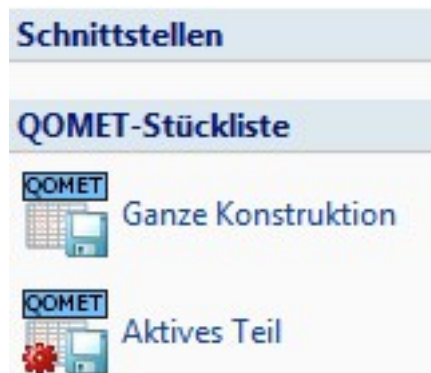 Schnittstellen
QOMET-Stückliste
QOMET
Ganze Konstruktion
QOMET
Aktives Teil